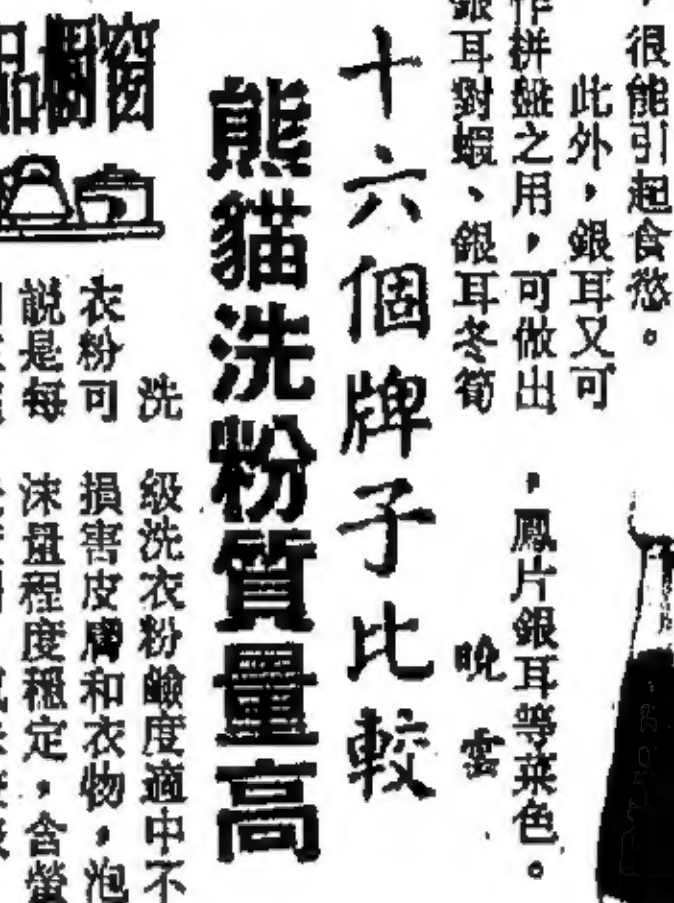 ，很能引起食慾。
此外，銀耳又可
作拼盤之用，可做出
銀耳對蝦、銀耳冬筍
，鳳片銀耳等菜色。
晚雲
十六個牌子比較
熊貓洗粉質量高
品櫥窗
洗
衣粉可
說是每
級洗衣粉鹼度適中不
損害皮膚和衣物，泡
沫量程度穩定，含螢